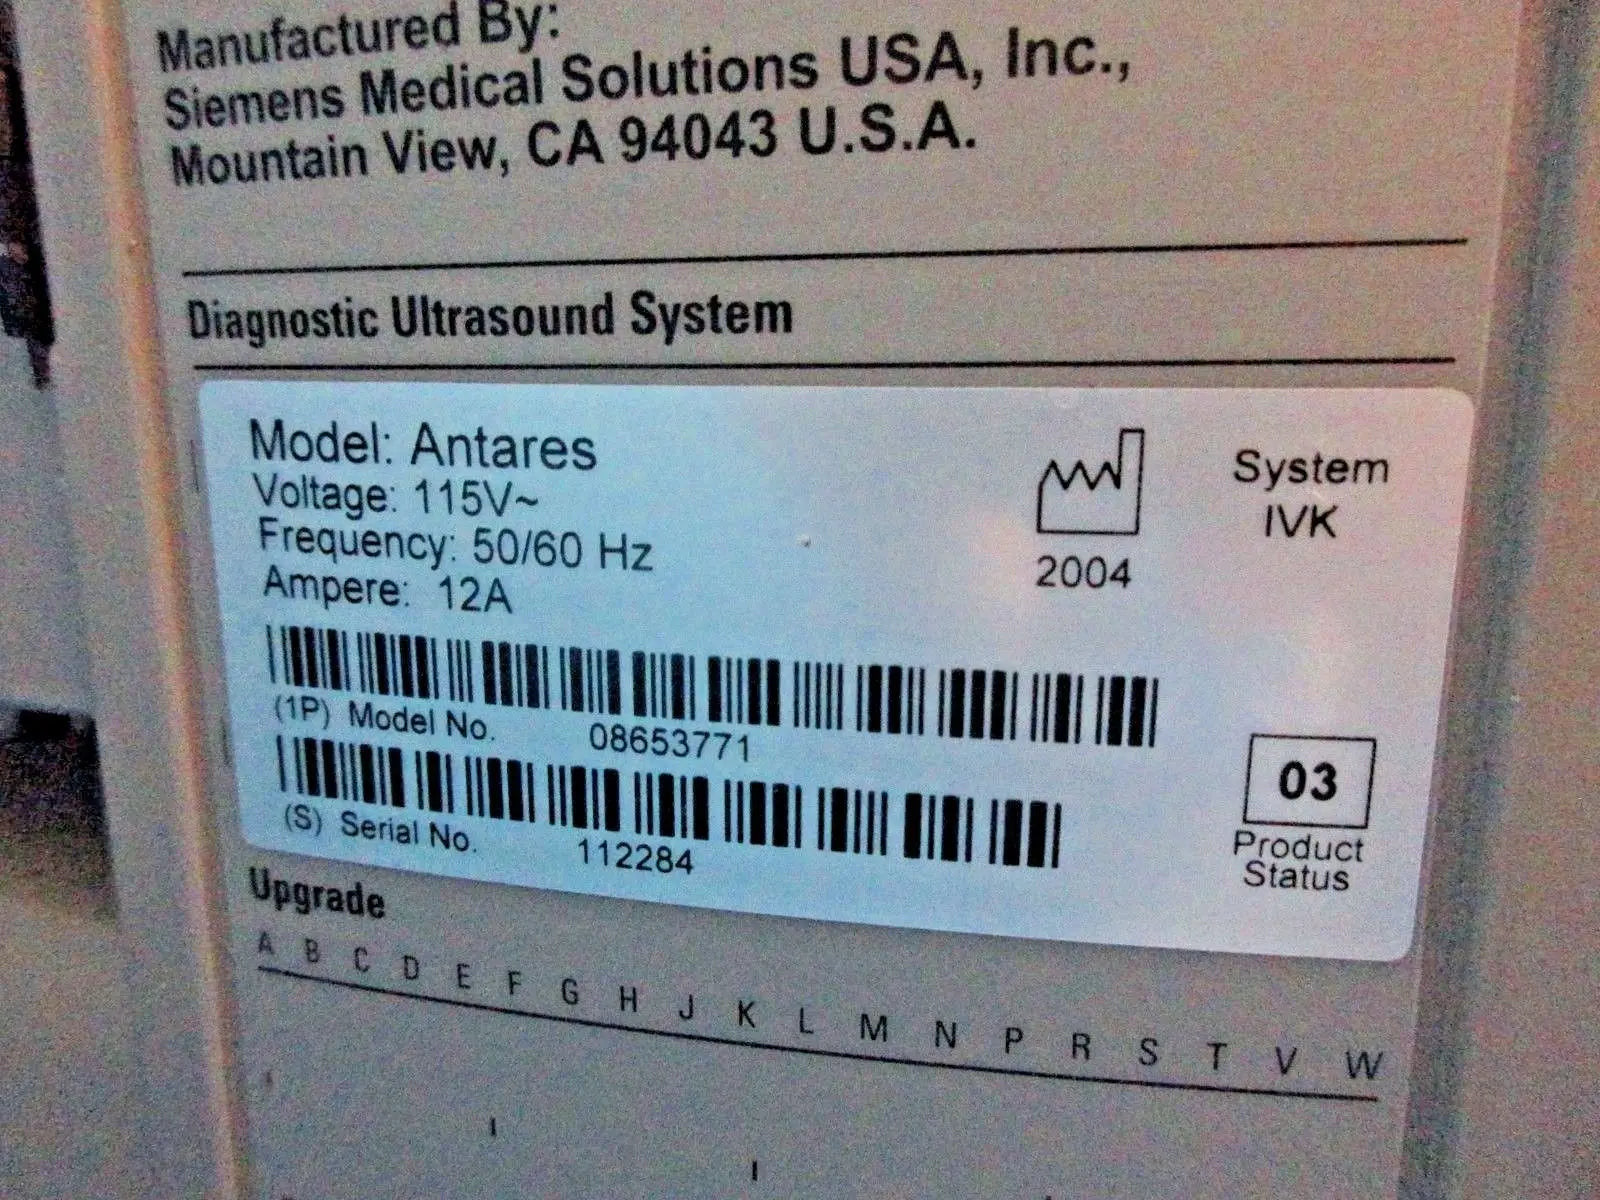 Manufactured By:
Siemens Medical Solutions USA, Inc.,
Mountain View, CA 94043 U.S.A.
Diagnostic Ultrasound System
Model: Antares
Voltage: 115V~
Frequency: 50/60 Hz
Ampere: 12A
2004
System
IVK
(1P) Model No. 08653771
(S) Serial No. 112284
03
Product
Status
Upgrade
A B C D E F G H J K L M N P R S T V W